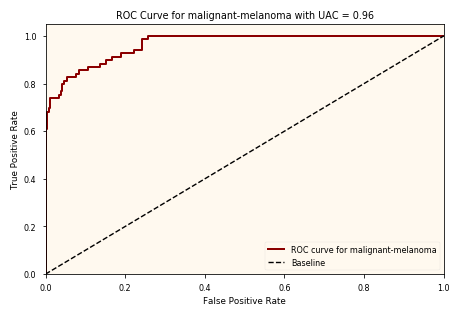 ROC Curve for malignant-melanoma with UAC = 0.96
True Positive Rate
1.0
0.8
0.6
0.4
0.2
0.0
ROC curve for malignant-melanoma
Baseline
0.0 0.2 0.4 0.6 0.8 1.0
False Positive Rate